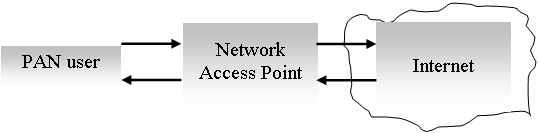 PAN user
Network
Access Point
Internet